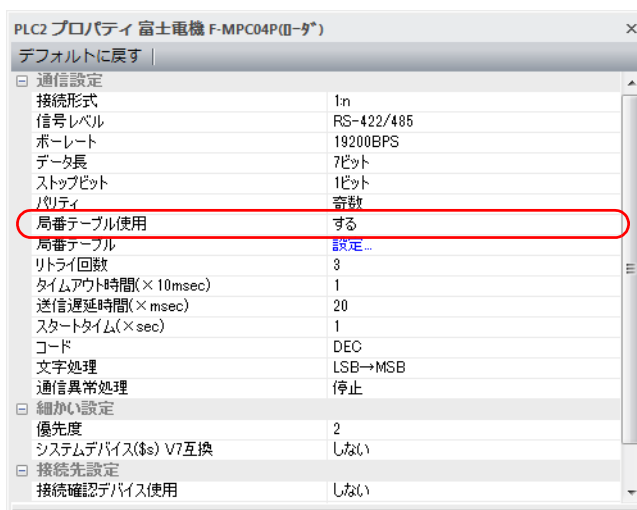 PLC2 プロパティ 富士電機 F-MPC04P(ﾛｰﾀﾞ)
デフォルトに戻す
通信設定
接続形式 1:n
信号レベル RS-422/485
ボーレート 19200BPS
データ長 7ビット
ストップビット 1ビット
パリティ 奇数
局番テーブル使用 する
局番テーブル 設定...
リトライ回数 3
タイムアウト時間(×10msec) 1
送信遅延時間(×msec) 20
スタートタイム(×sec) 1
コード DEC
文字処理 LSB→MSB
通信異常処理 停止
細かい設定
優先度 2
システムデバイス($s) V7互換 しない
接続先設定
接続確認デバイス使用 しない